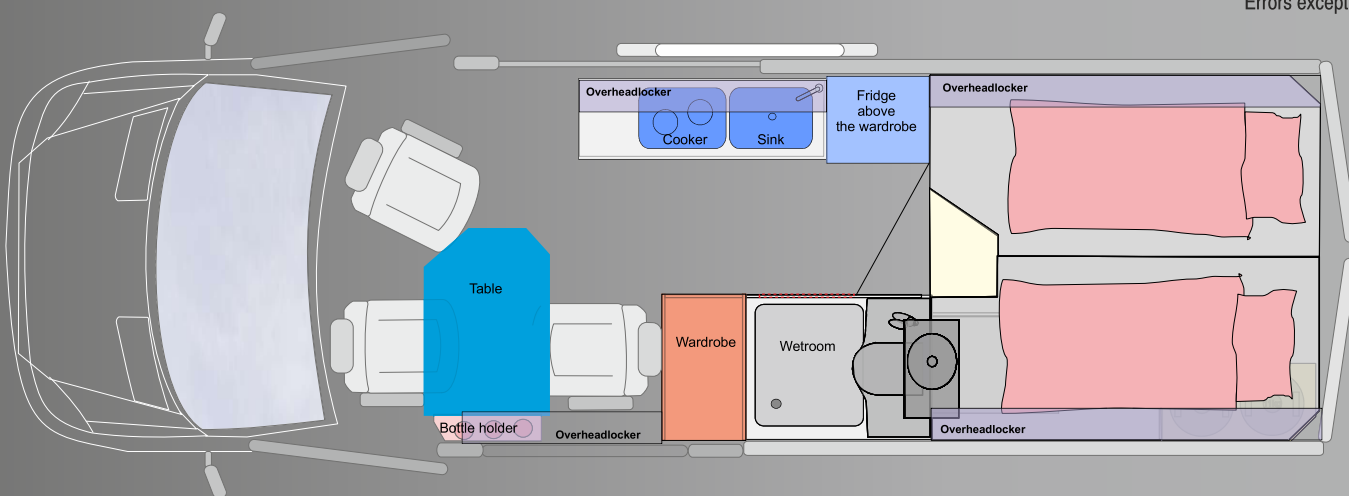 Errors except
Overheadlocker
Cooker
Sink
Fridge
above
the wardrobe
Overheadlocker
Table
Wardrobe
Wetroom
Bottle holder
Overheadlocker
Overheadlocker